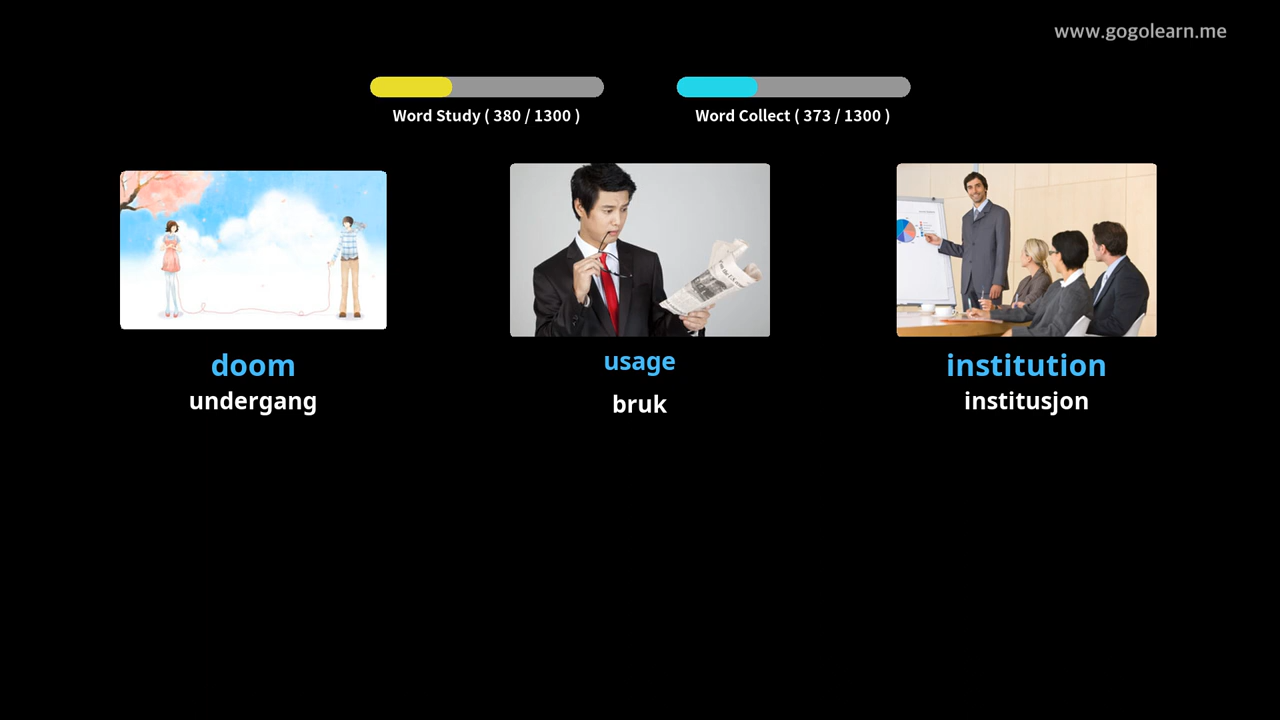 www.gogolearn.me
Word Study ( 380 / 1300 )
Word Collect ( 373 / 1300 )
doom
undergang
usage
bruk
institution
institusjon